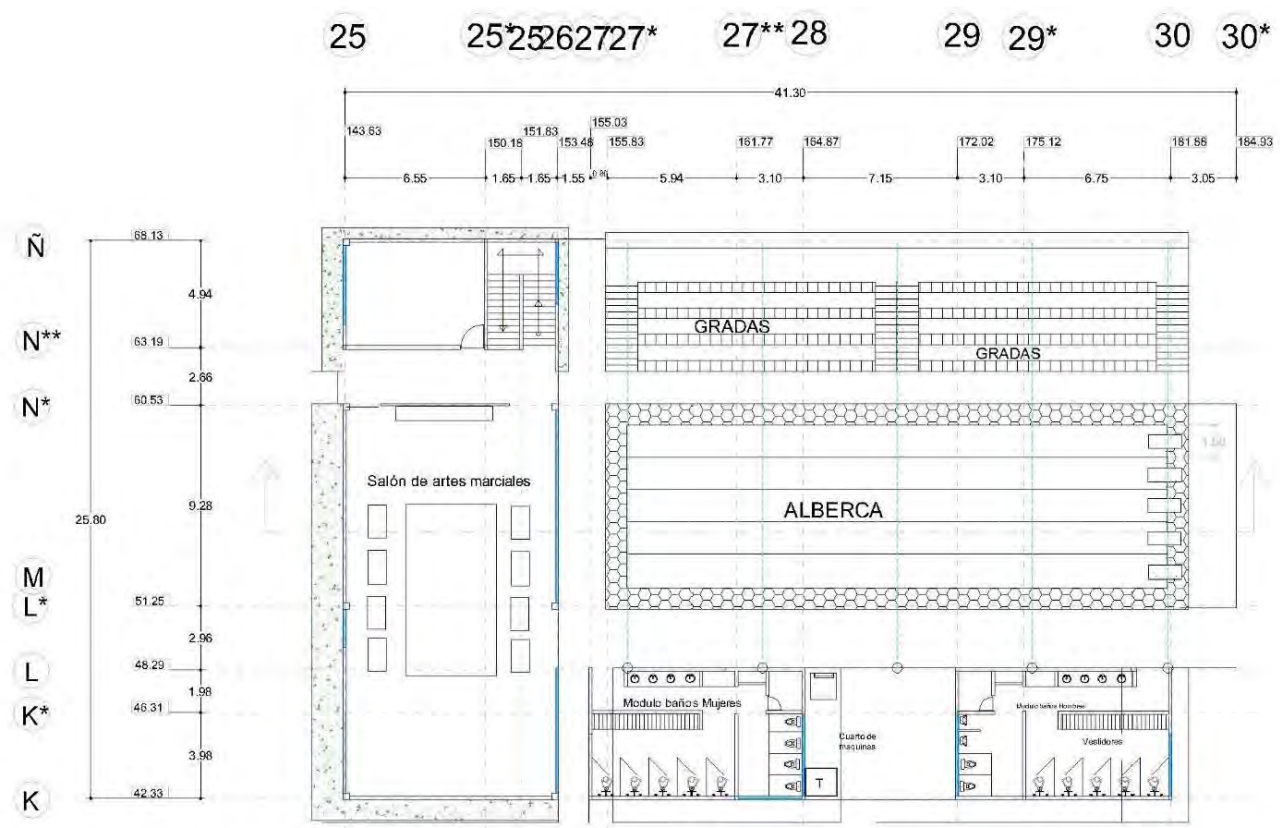 25 25* 25 26 27 27* 27** 28 29 29* 30 30*
41.30
143.63 150.18 151.83 153.48 155.03 155.83 161.77 164.87 172.02 175.12 181.88 184.93
6.55 1.65 1.65 1.55 0.80 5.94 3.10 7.15 3.10 6.75 3.05
Ñ 68.13
4.94
GRADAS
N** 63.19
GRADAS
2.66
N* 60.53
1.50
Salón de artes marciales
9.28
25.80
ALBERCA
M
L* 51.25
2.96
L 48.29
1.98
Modulo baños Mujeres
Modulo baños Hombres
K* 46.31
Cuarto de
maquinas
Vestidores
3.98
T
K 42.33